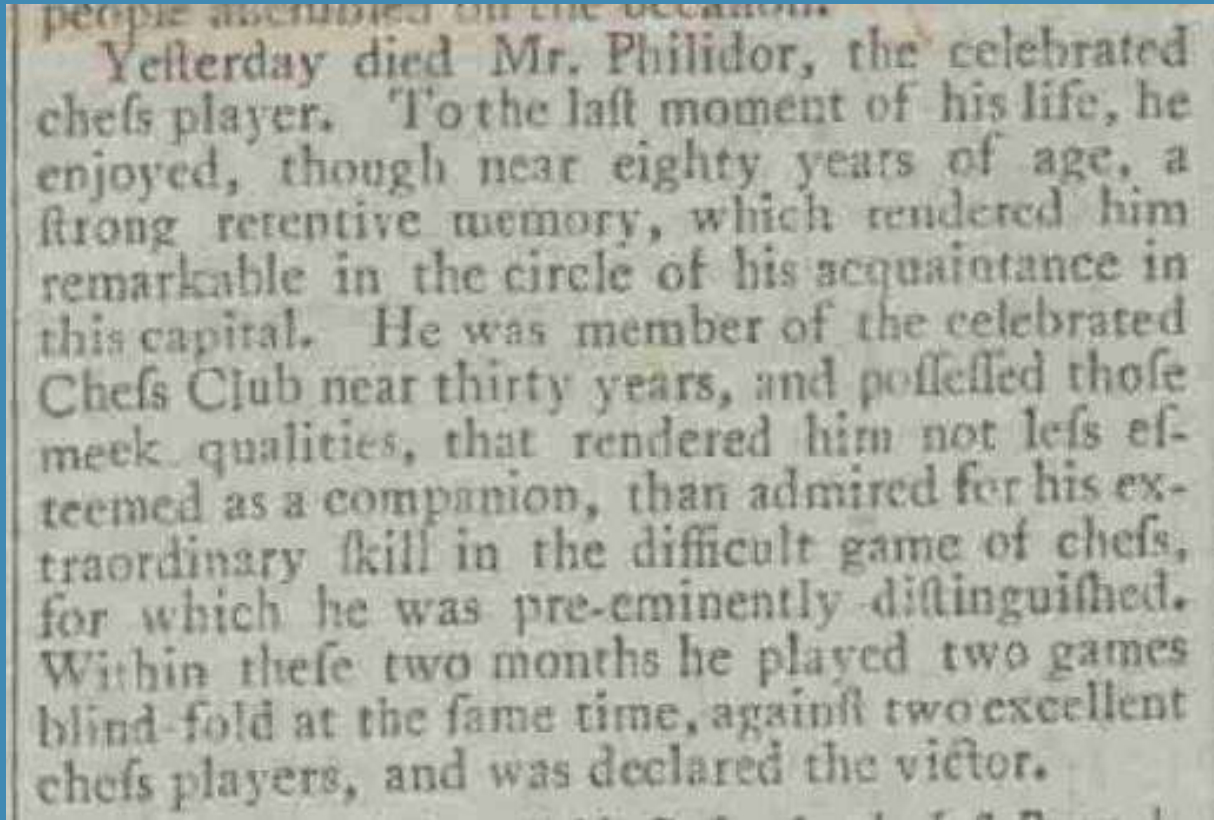 people assembled on the occasion.
Yeſterday died Mr. Philidor, the celebrated
cheſs player. To the laſt moment of his life, he
enjoyed, though near eighty years of age, a
ſtrong retentive memory, which rendered him
remarkable in the circle of his acquaintance in
this capital. He was member of the celebrated
Cheſs Club near thirty years, and poſſeſſed thoſe
meek qualities, that rendered him not leſs eſ-
teemed as a companion, than admired for his ex-
traordinary ſkill in the difficult game of cheſs,
for which he was pre-eminently diſtinguiſhed.
Within theſe two months he played two games
blind-fold at the ſame time, againſt two excellent
cheſs players, and was declared the victor.